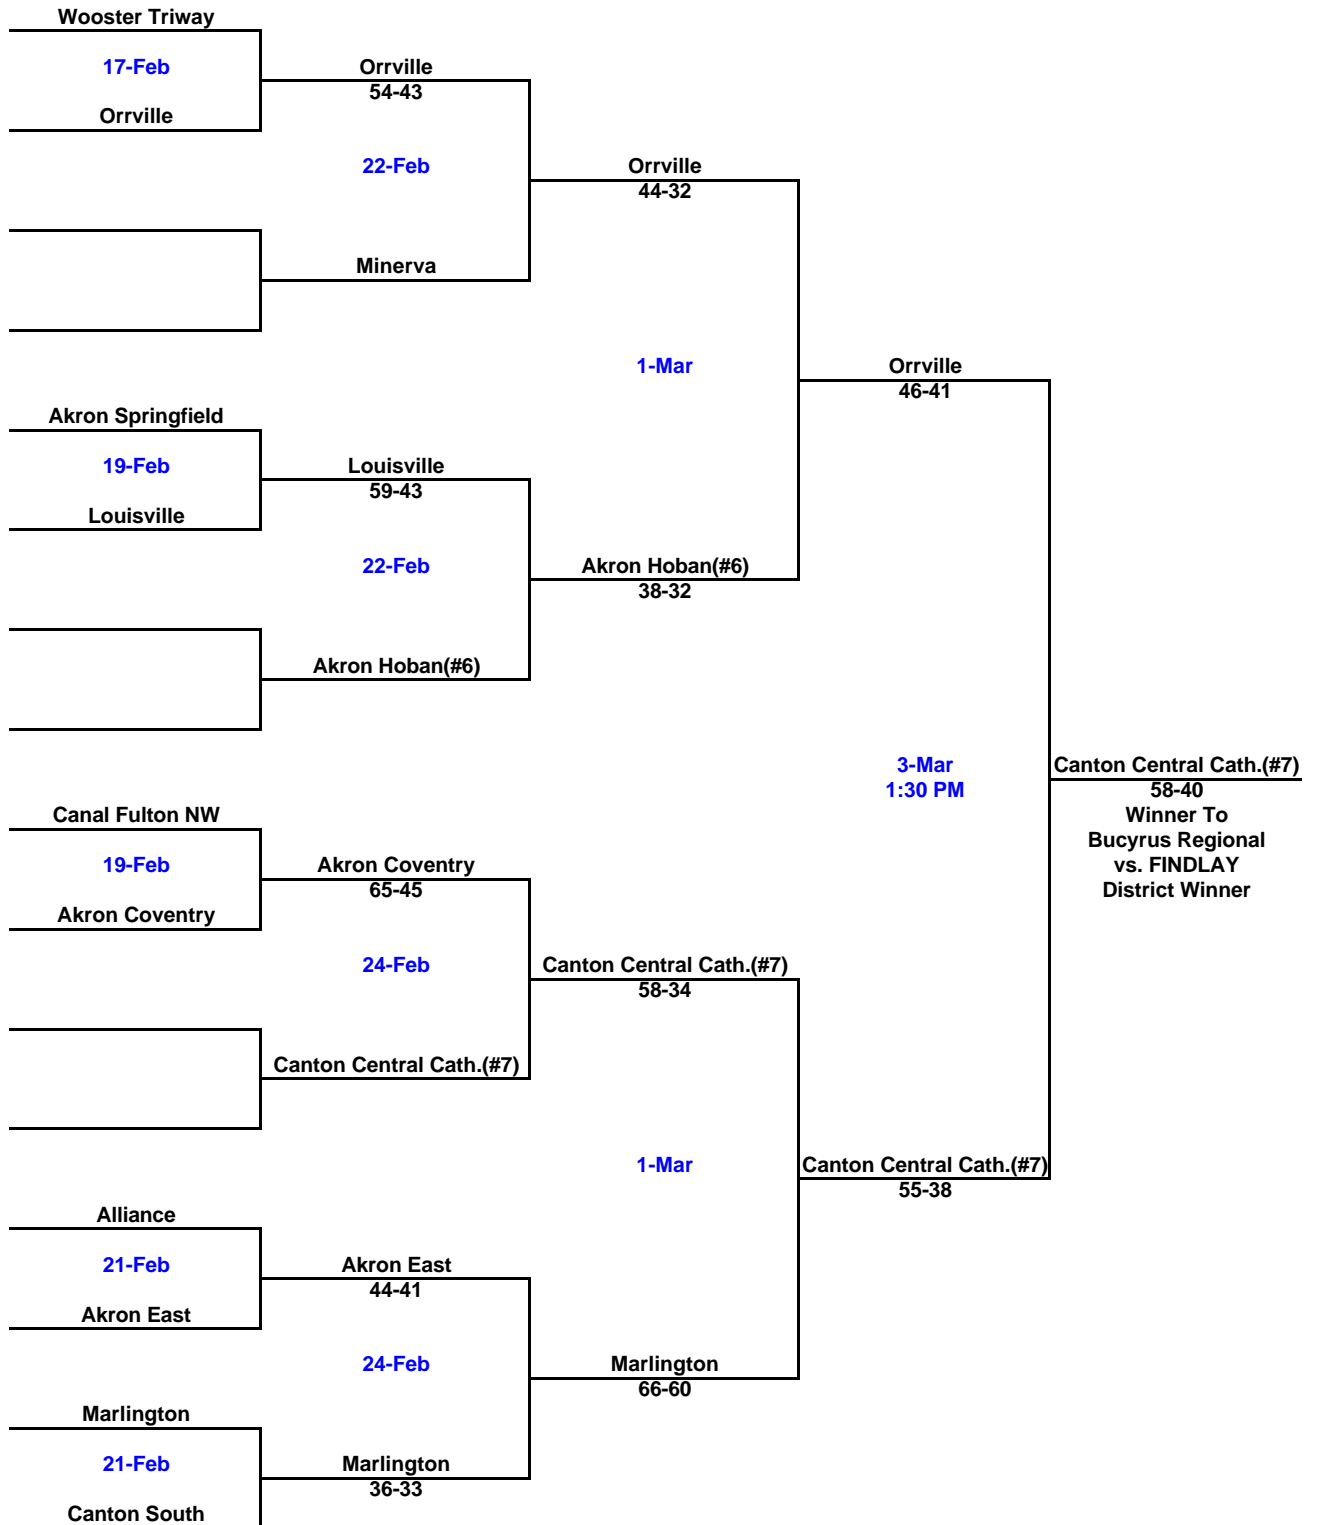 Wooster Triway
17-Feb
Orrville
Orrville
54-43
22-Feb
Minerva
Orrville
44-32
Akron Springfield
19-Feb
Louisville
Louisville
59-43
22-Feb
Akron Hoban(#6)
Akron Hoban(#6)
38-32
1-Mar
Orrville
46-41
Canal Fulton NW
19-Feb
Akron Coventry
Akron Coventry
65-45
24-Feb
Canton Central Cath.(#7)
Canton Central Cath.(#7)
58-34
Alliance
21-Feb
Akron East
Akron East
44-41
24-Feb
Marlington
21-Feb
Canton South
Marlington
36-33
Marlington
66-60
1-Mar
Canton Central Cath.(#7)
55-38
3-Mar
1:30 PM
Canton Central Cath.(#7)
58-40
Winner To
Bucyrus Regional
vs. FINDLAY
District Winner